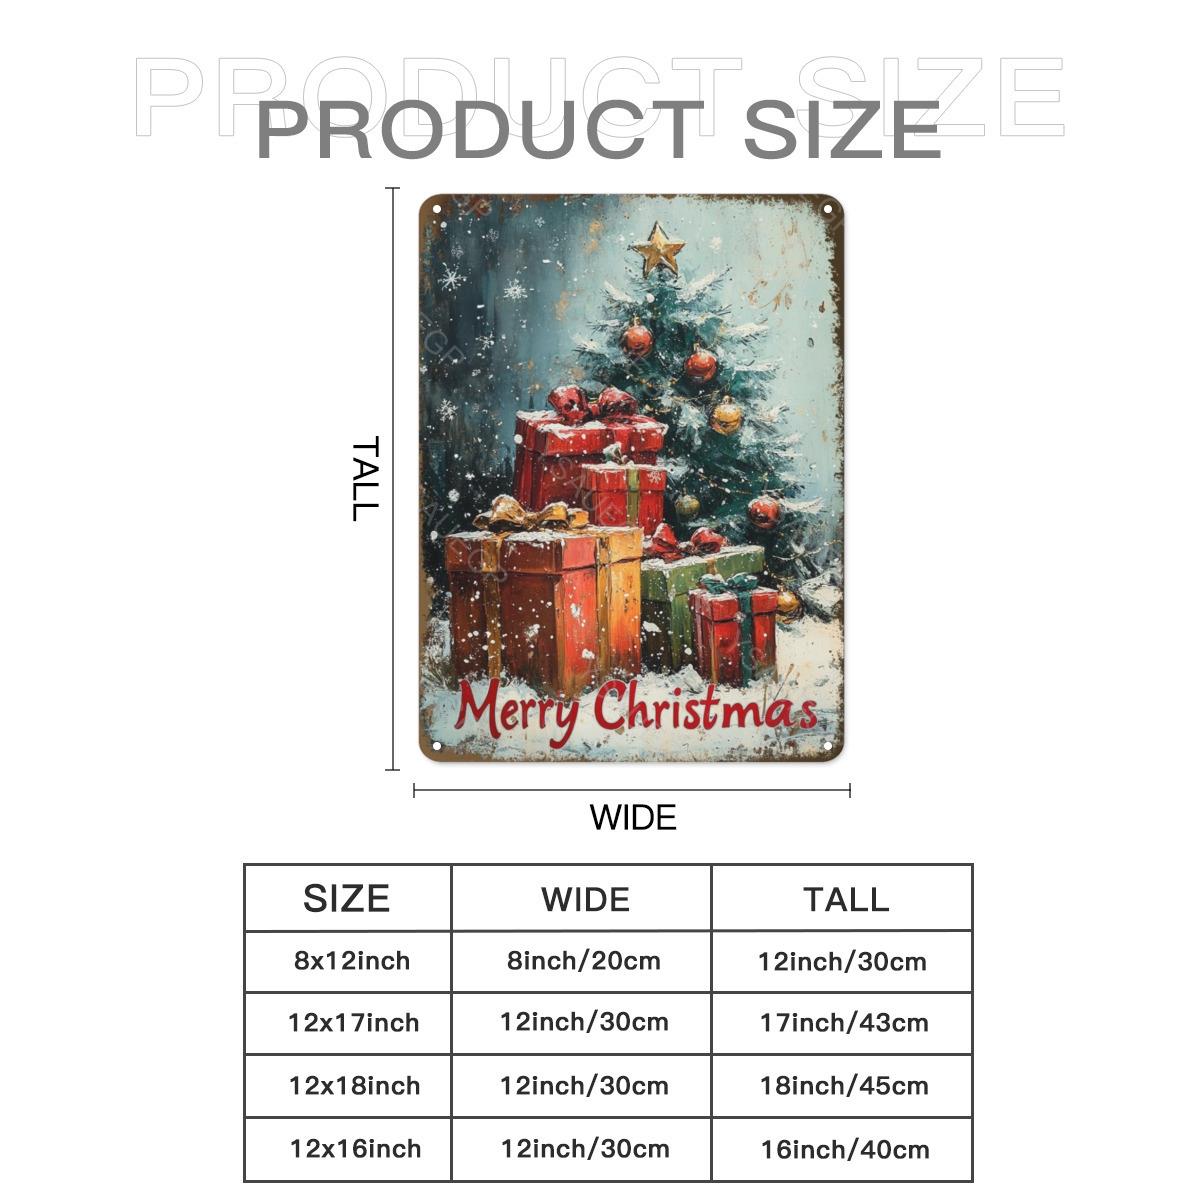 PRODUCT SIZE
PRODUCT SIZE
TALL
Merry Christmas
WIDE
SIZE WIDE TALL
8x12inch 8inch/20cm 12inch/30cm
12x17inch 12inch/30cm 17inch/43cm
12x18inch 12inch/30cm 18inch/45cm
12x16inch 12inch/30cm 16inch/40cm